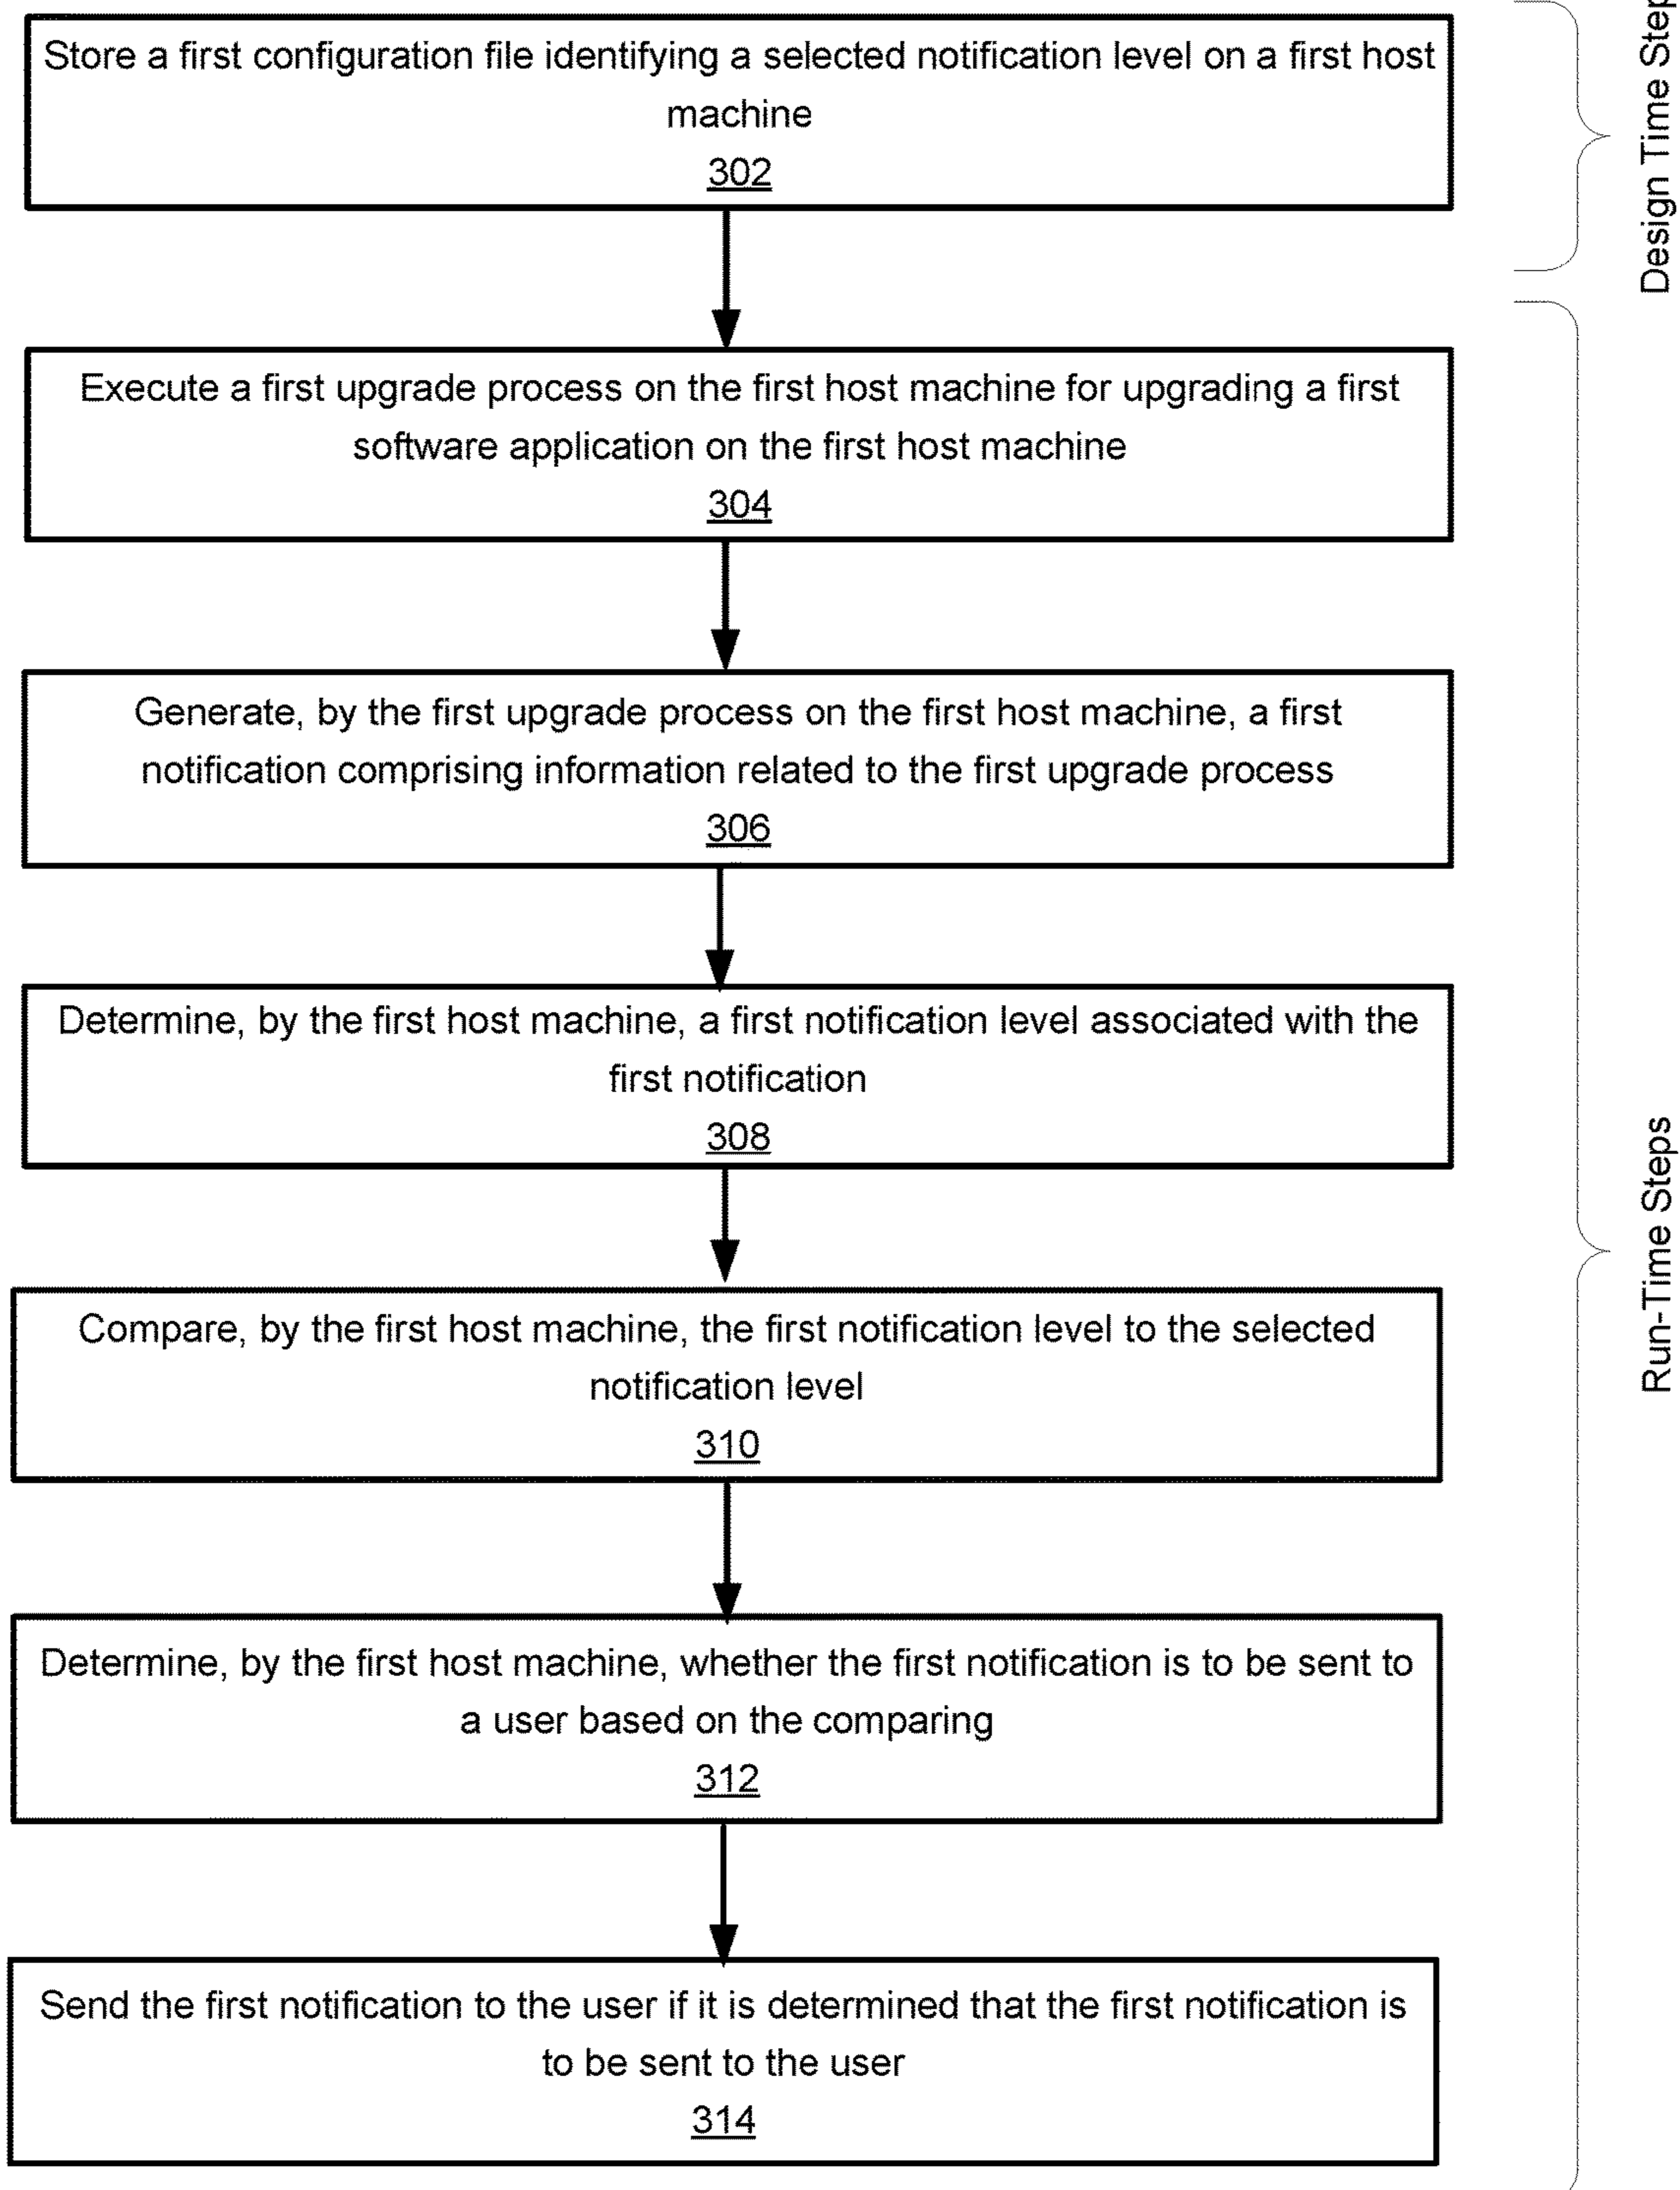 Store a first configuration file identifying a selected notification level on a first host
machine
302
Design Time Step
Execute a first upgrade process on the first host machine for upgrading a first
software application on the first host machine
304
Generate, by the first upgrade process on the first host machine, a first
notification comprising information related to the first upgrade process
306
Determine, by the first host machine, a first notification level associated with the
first notification
308
Compare, by the first host machine, the first notification level to the selected
notification level
310
Determine, by the first host machine, whether the first notification is to be sent to
a user based on the comparing
312
Send the first notification to the user if it is determined that the first notification is
to be sent to the user
314
Run-Time Steps